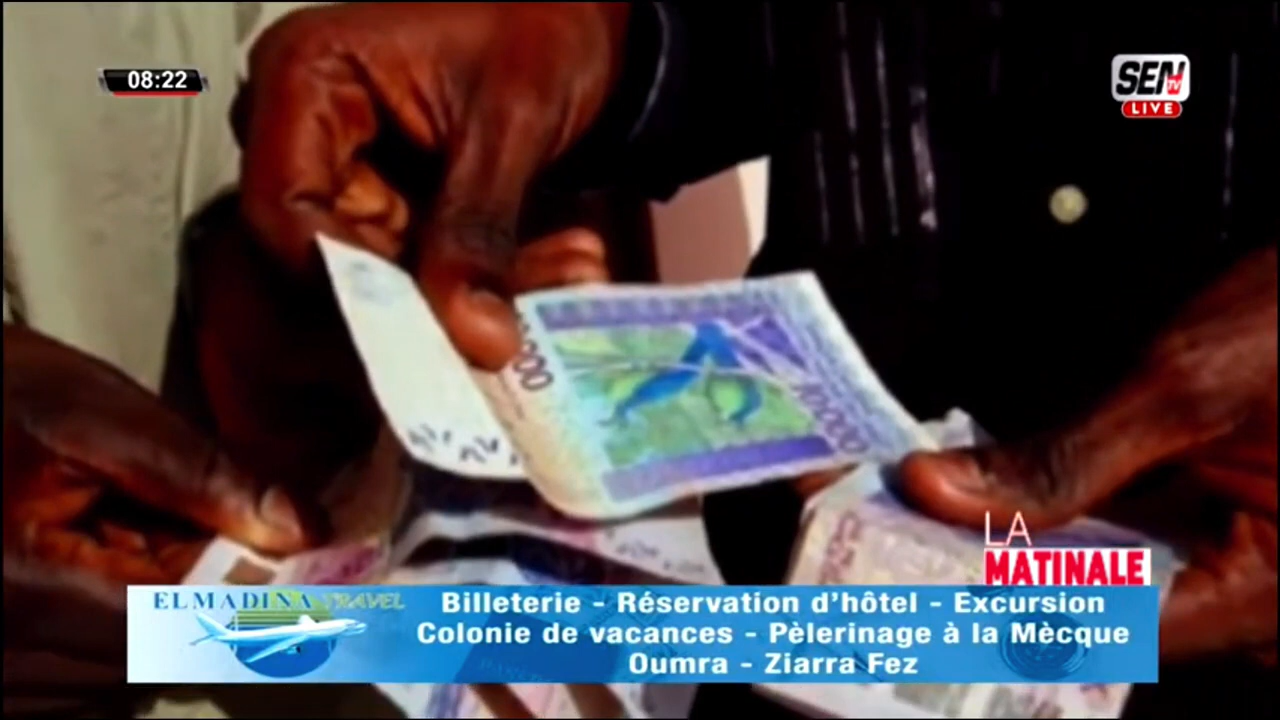 08:22
SEN TV
LIVE
10000
LA
MATINALE
ELMADINA TRAVEL
Billeterie - Réservation d'hôtel - Excursion
Colonie de vacances - Pèlerinage à la Mècque
Oumra - Ziarra Fez